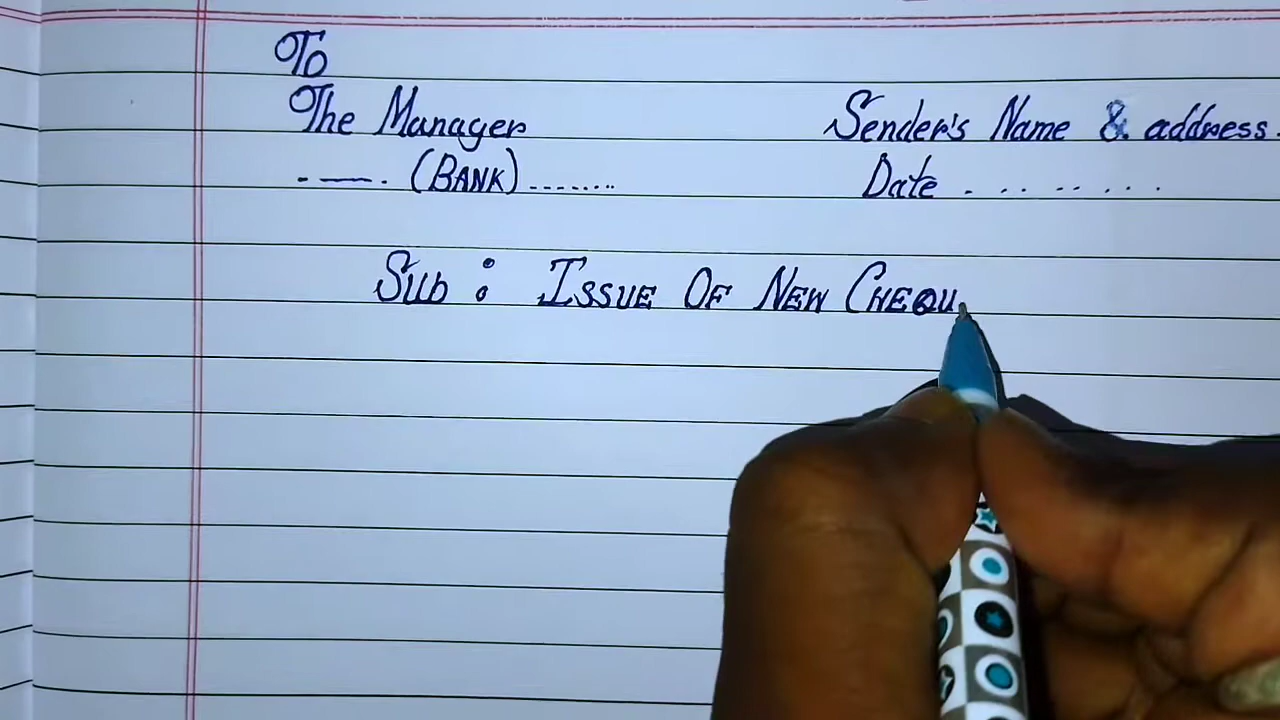 To
The Manager
.—. (BANK)........
Sender's Name & address.
Date . .. .. . .
Sub : ISSUE OF NEW CHEQU